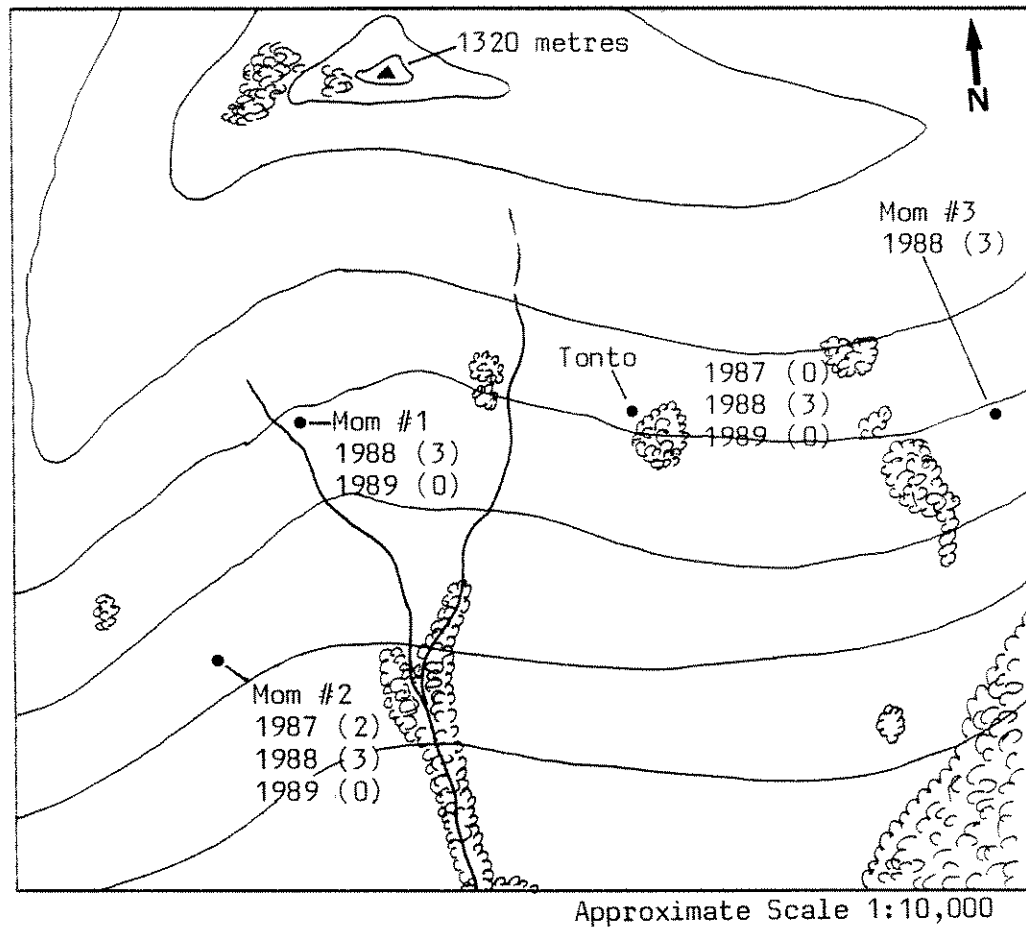 1320 metres
N
Mom #3
1988 (3)
Tonto
1987 (0)
1988 (3)
1989 (0)
Mom #1
1988 (3)
1989 (0)
Mom #2
1987 (2)
1988 (3)
1989 (0)
Approximate Scale 1:10,000